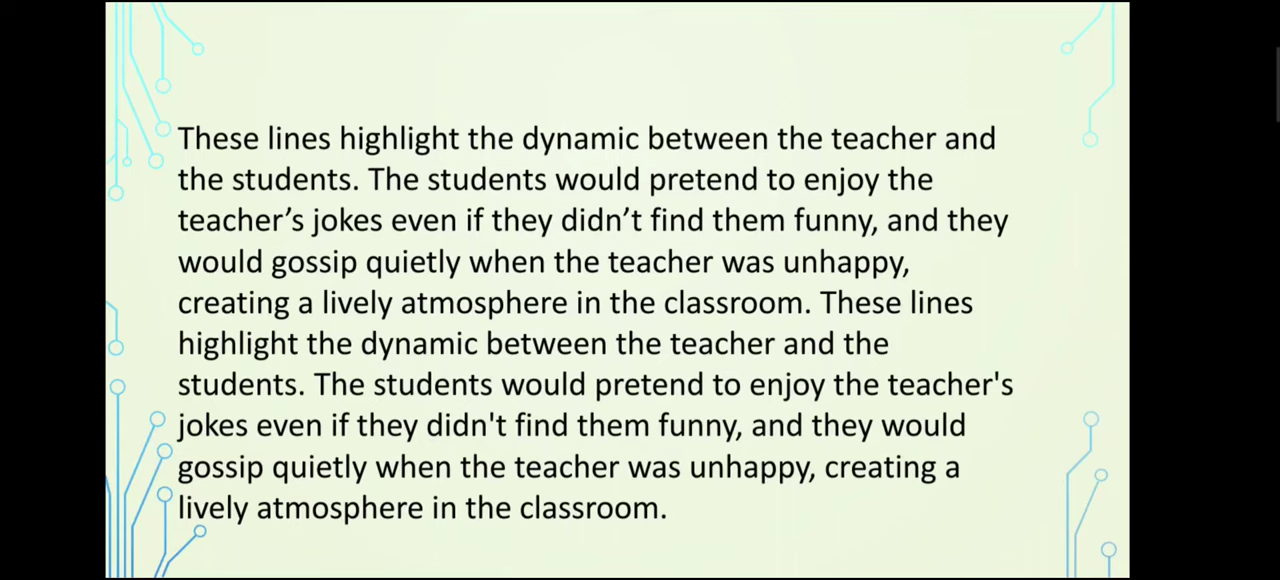 These lines highlight the dynamic between the teacher and
the students. The students would pretend to enjoy the
teacher’s jokes even if they didn’t find them funny, and they
would gossip quietly when the teacher was unhappy,
creating a lively atmosphere in the classroom. These lines
highlight the dynamic between the teacher and the
students. The students would pretend to enjoy the teacher's
jokes even if they didn't find them funny, and they would
gossip quietly when the teacher was unhappy, creating a
lively atmosphere in the classroom.